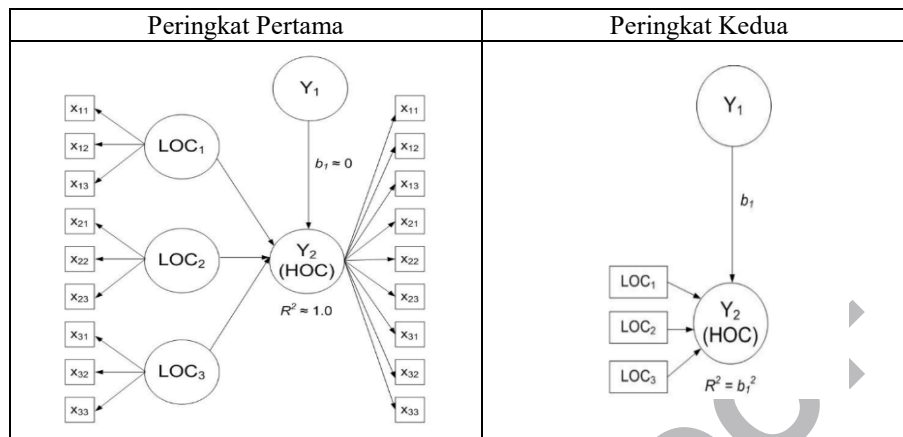 Peringkat Pertama
Peringkat Kedua
x₁₁
x₁₂
x₁₃
x₂₁
x₂₂
x₂₃
x₃₁
x₃₂
x₃₃
LOC₁
LOC₂
LOC₃
Y₁
b₁ ≈ 0
Y₂
(HOC)
R² ≈ 1.0
x₁₁
x₁₂
x₁₃
x₂₁
x₂₂
x₂₃
x₃₁
x₃₂
x₃₃
Y₁
b₁
LOC₁
LOC₂
LOC₃
Y₂
(HOC)
R² = b₁²